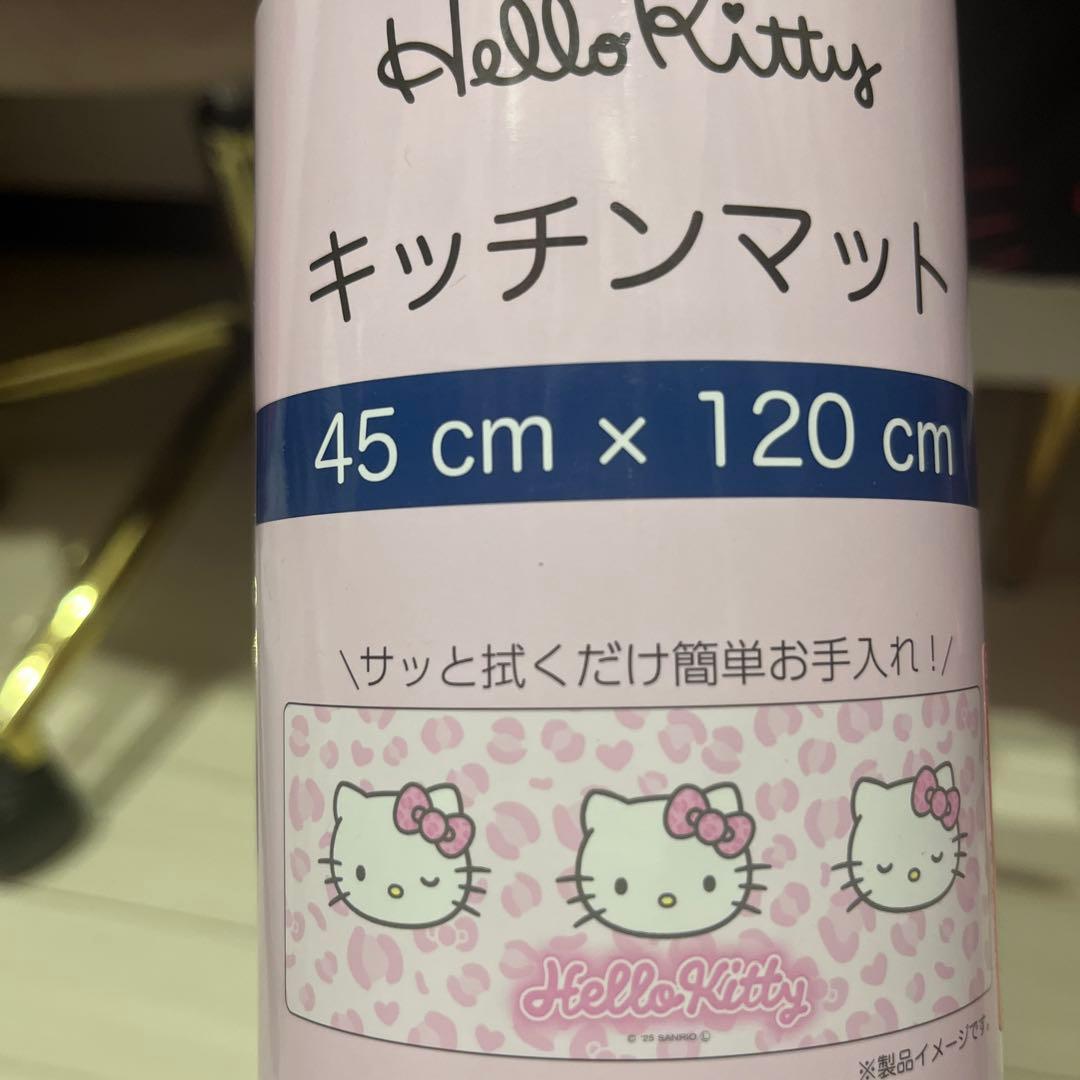 Hello Kitty
キッチンマット
45 cm × 120 cm
\サッと拭くだけ簡単お手入れ!/
Hello Kitty
© '25 SANRIO Ⓛ
※製品イメージです。